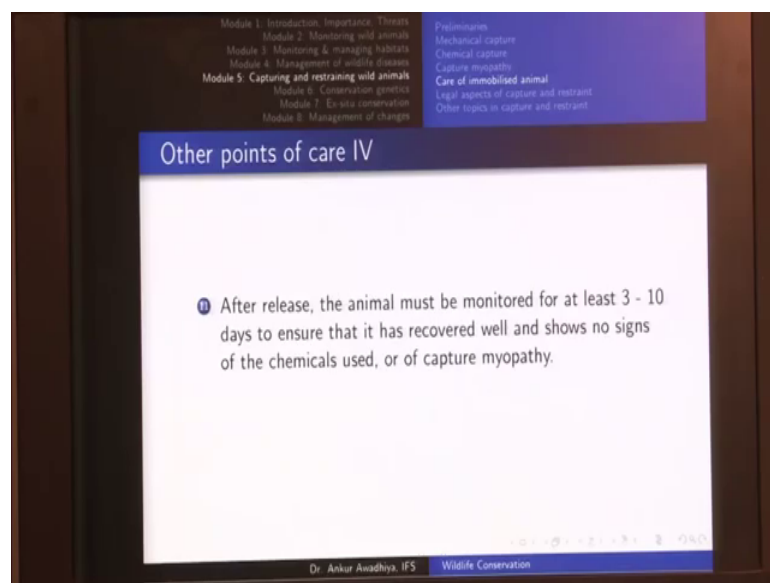 Module 1: Introduction, Importance, Threats
Module 2: Monitoring wild animals
Module 3: Monitoring & managing habitats
Module 4: Management of wildlife diseases
Module 5: Capturing and restraining wild animals
Module 6: Conservation genetics
Module 7: Ex-situ conservation
Module 8: Management of changes
Preliminaries
Mechanical capture
Chemical capture
Capture myopathy
Care of immobilised animal
Legal aspects of capture and restraint
Other topics in capture and restraint
Other points of care IV
11 After release, the animal must be monitored for at least 3 - 10
days to ensure that it has recovered well and shows no signs
of the chemicals used, or of capture myopathy.
Dr. Ankur Awadhiya, IFS
Wildlife Conservation